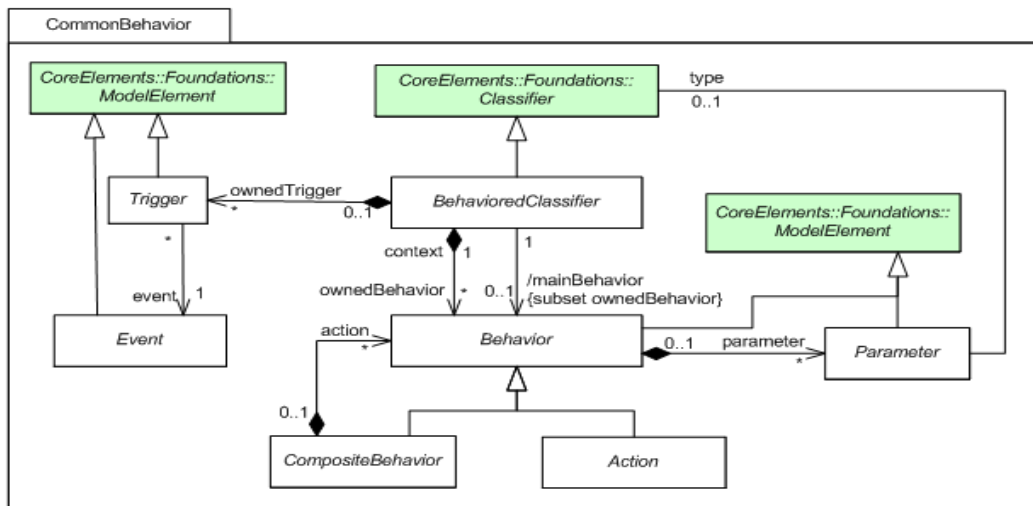 CommonBehavior
CoreElements::Foundations::
ModelElement
CoreElements::Foundations::
Classifier
type
0..1
Trigger
ownedTrigger
*
0..1
BehavioredClassifier
CoreElements::Foundations::
ModelElement
*
context
1
1
event
1
ownedBehavior
*
0..1
/mainBehavior
{subset ownedBehavior}
Event
action
*
Behavior
0..1
parameter
*
Parameter
0..1
CompositeBehavior
Action